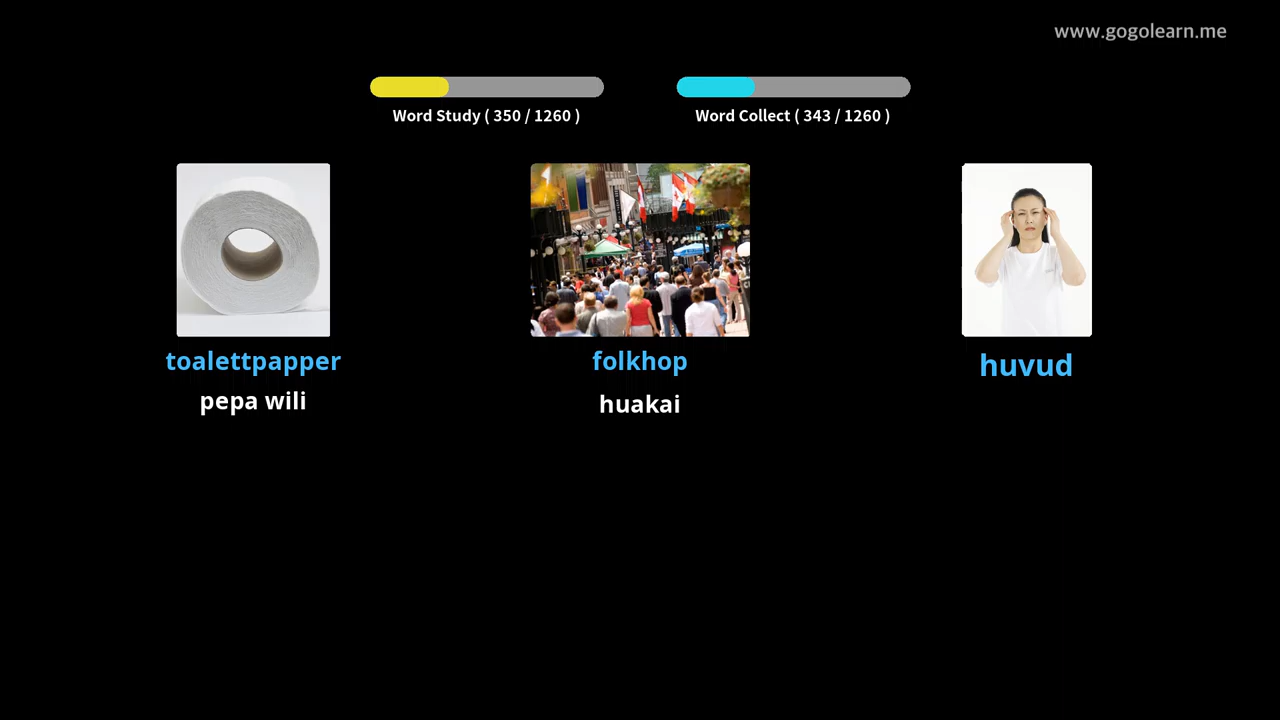 www.gogolearn.me
Word Study ( 350 / 1260 )
Word Collect ( 343 / 1260 )
toalettpapper
pepa wili
folkhop
huakai
huvud